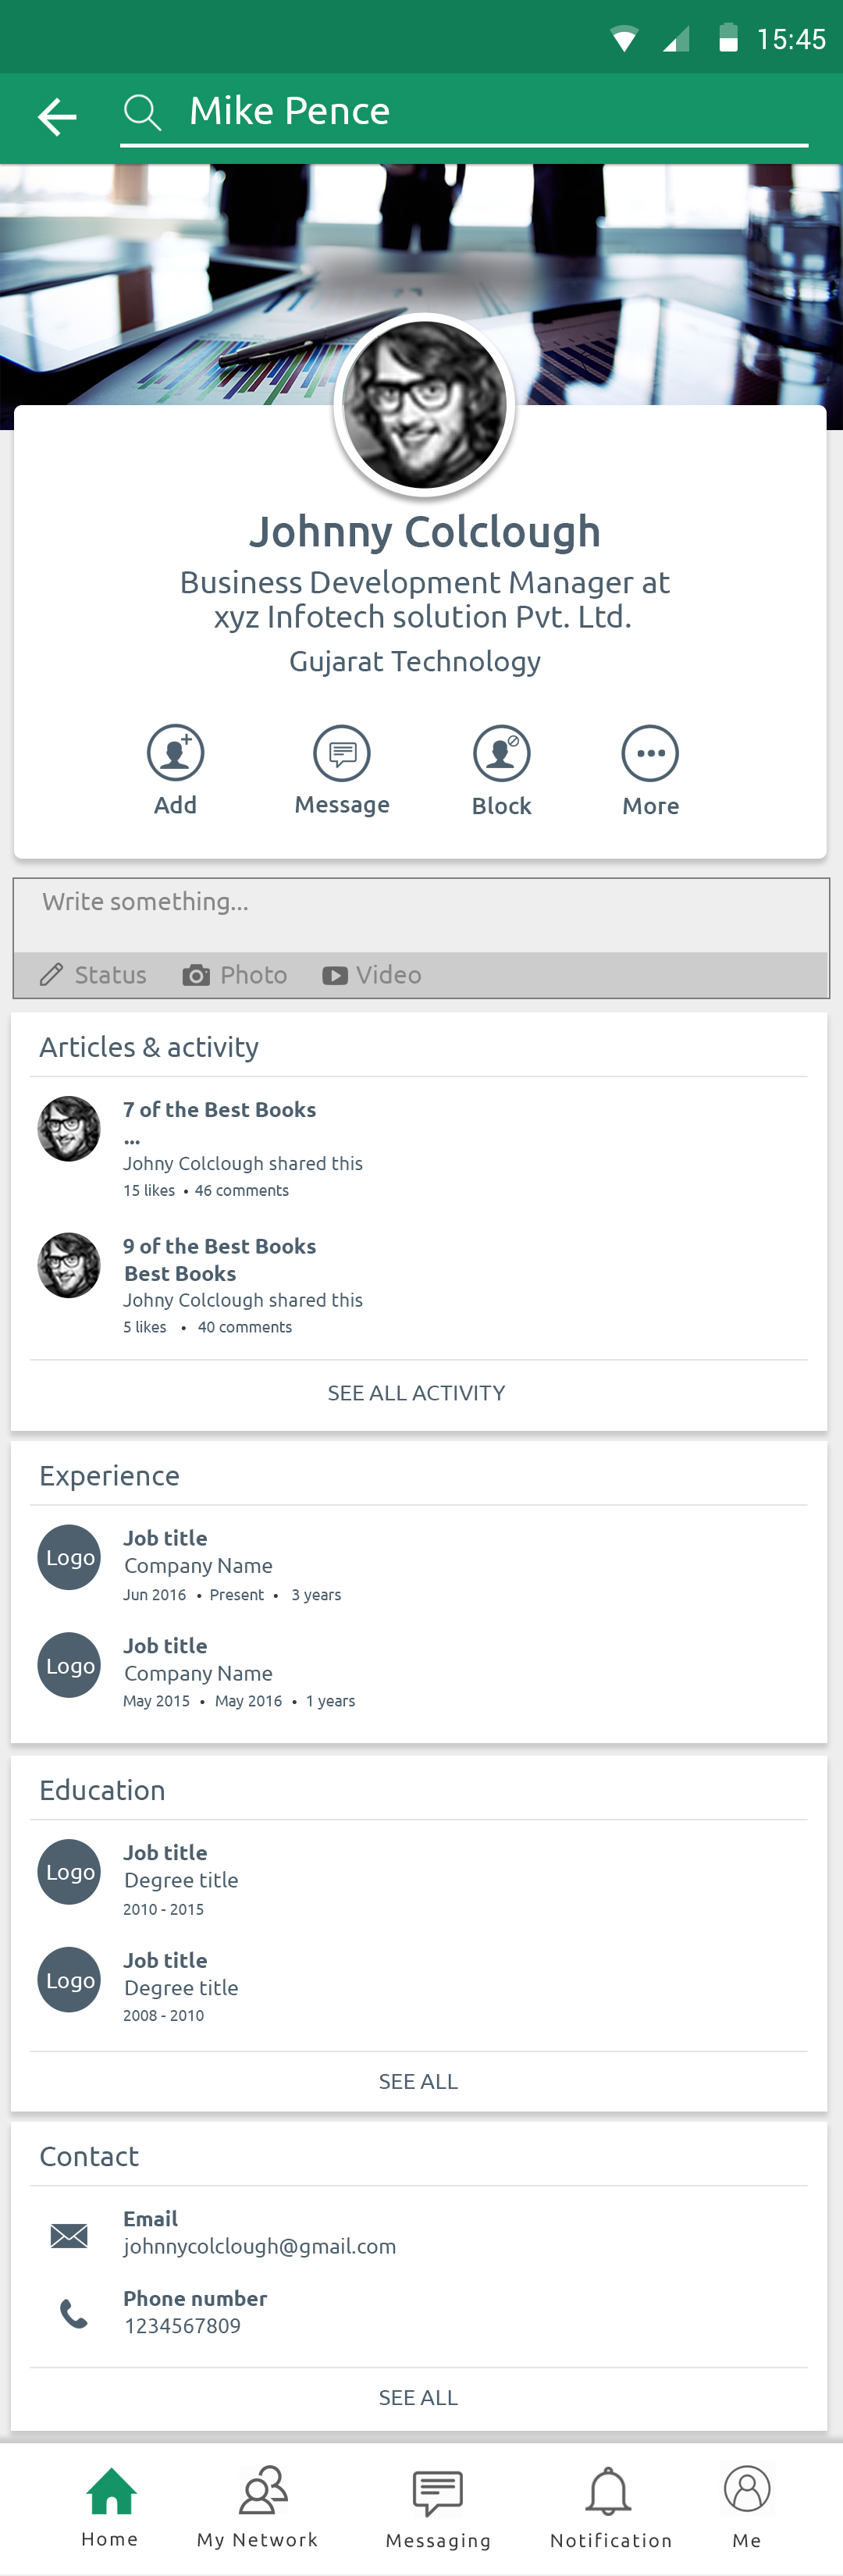 15:45
Mike Pence
Johnny Colclough
Business Development Manager at
xyz Infotech solution Pvt. Ltd.
Gujarat Technology
Add Message Block More
Write something...
Status Photo Video
Articles & activity
7 of the Best Books
...
Johny Colclough shared this
15 likes • 46 comments
9 of the Best Books
Best Books
Johny Colclough shared this
5 likes • 40 comments
SEE ALL ACTIVITY
Experience
Logo
Job title
Company Name
Jun 2016 • Present • 3 years
Logo
Job title
Company Name
May 2015 • May 2016 • 1 years
Education
Logo
Job title
Degree title
2010 - 2015
Logo
Job title
Degree title
2008 - 2010
SEE ALL
Contact
Email
johnnycolclough@gmail.com
Phone number
1234567809
SEE ALL
Home My Network Messaging Notification Me